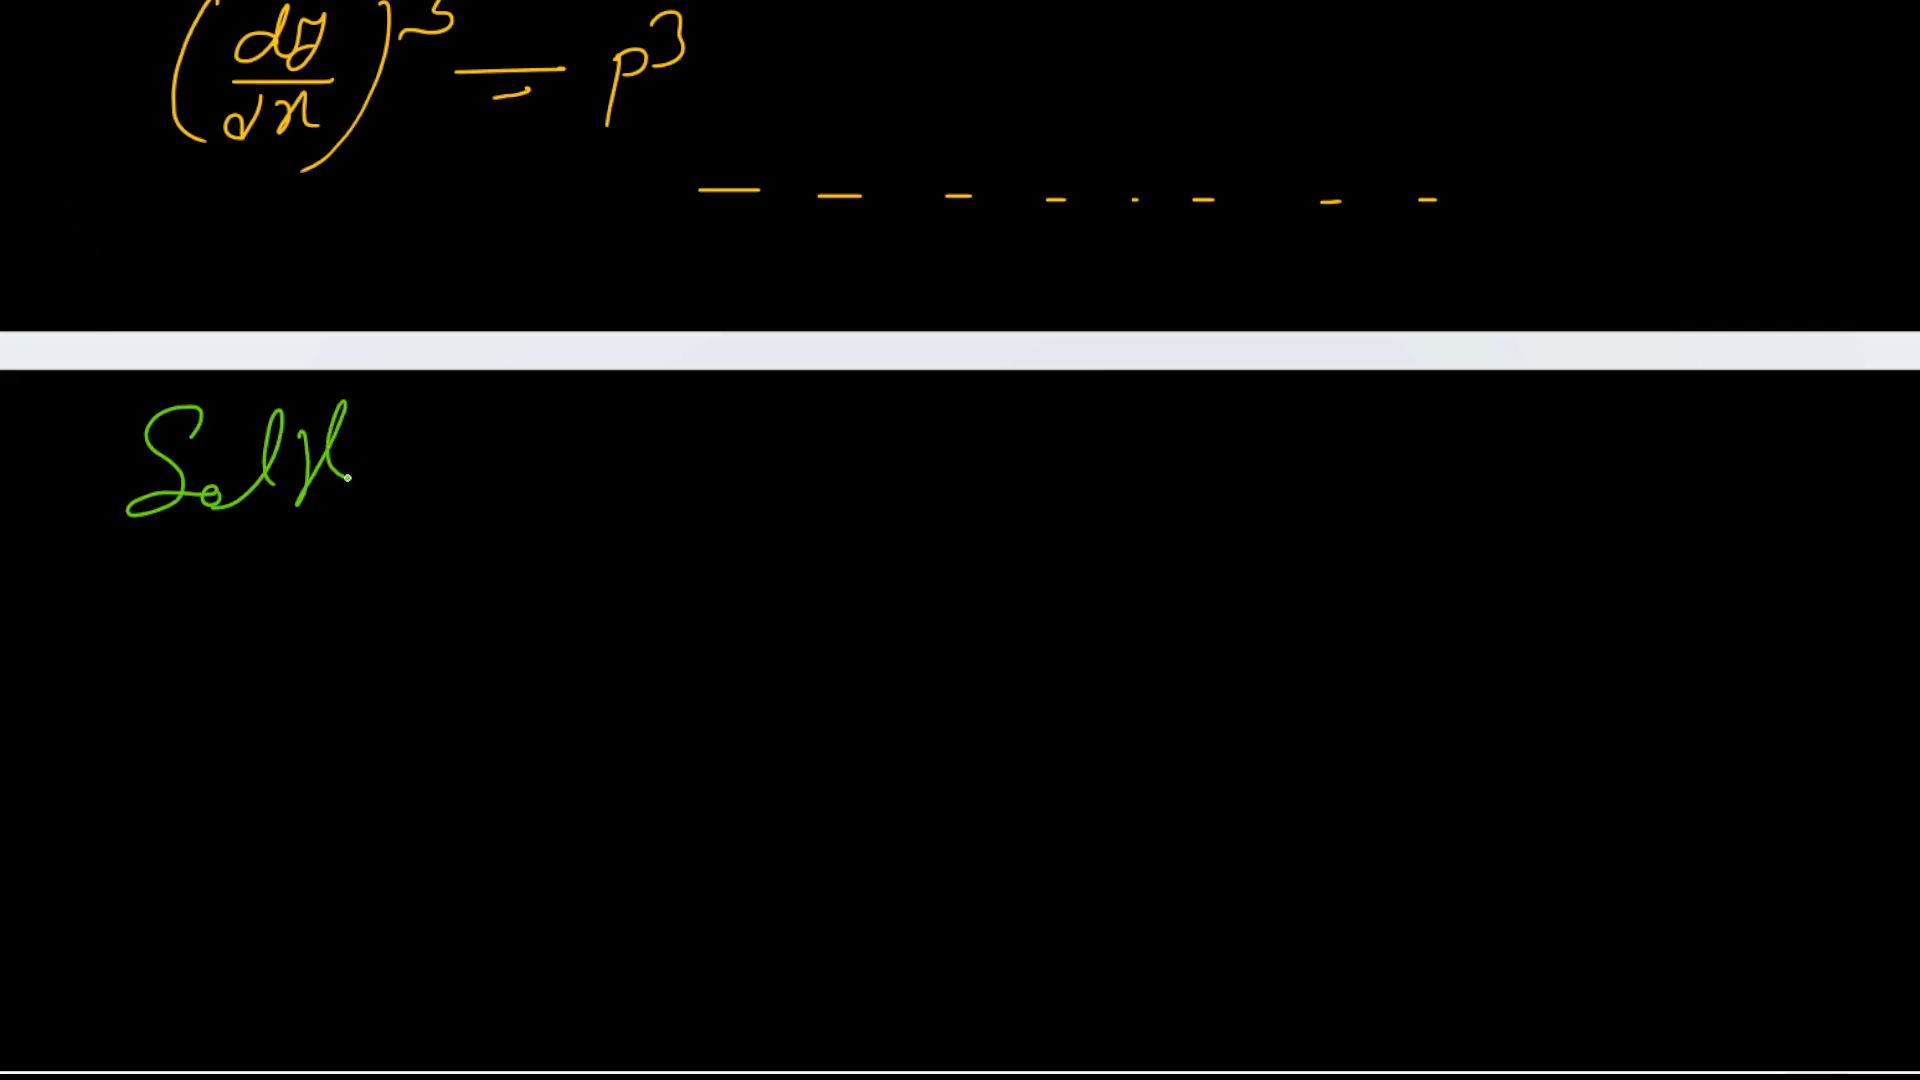 (dy/dx)^3 = p^3
- - - - - - - -
Soln